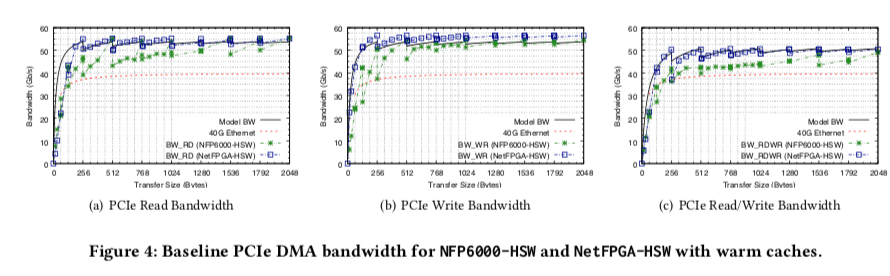 60
50
40
30
20
10
0
Bandwidth (Gb/s)
Model BW
40G Ethernet
BW_RD (NFP6000-HSW)
BW_RD (NetFPGA-HSW)
0 256 512 768 1024 1280 1536 1792 2048
Transfer Size (Bytes)
(a) PCIe Read Bandwidth
60
50
40
30
20
10
0
Bandwidth (Gb/s)
Model BW
40G Ethernet
BW_WR (NFP6000-HSW)
BW_WR (NetFPGA-HSW)
0 256 512 768 1024 1280 1536 1792 2048
Transfer Size (Bytes)
(b) PCIe Write Bandwidth
60
50
40
30
20
10
0
Bandwidth (Gb/s)
Model BW
40G Ethernet
BW_RDWR (NFP6000-HSW)
BW_RDWR (NetFPGA-HSW)
0 256 512 768 1024 1280 1536 1792 2048
Transfer Size (Bytes)
(c) PCIe Read/Write Bandwidth
Figure 4: Baseline PCIe DMA bandwidth for NFP6000-HSW and NetFPGA-HSW with warm caches.